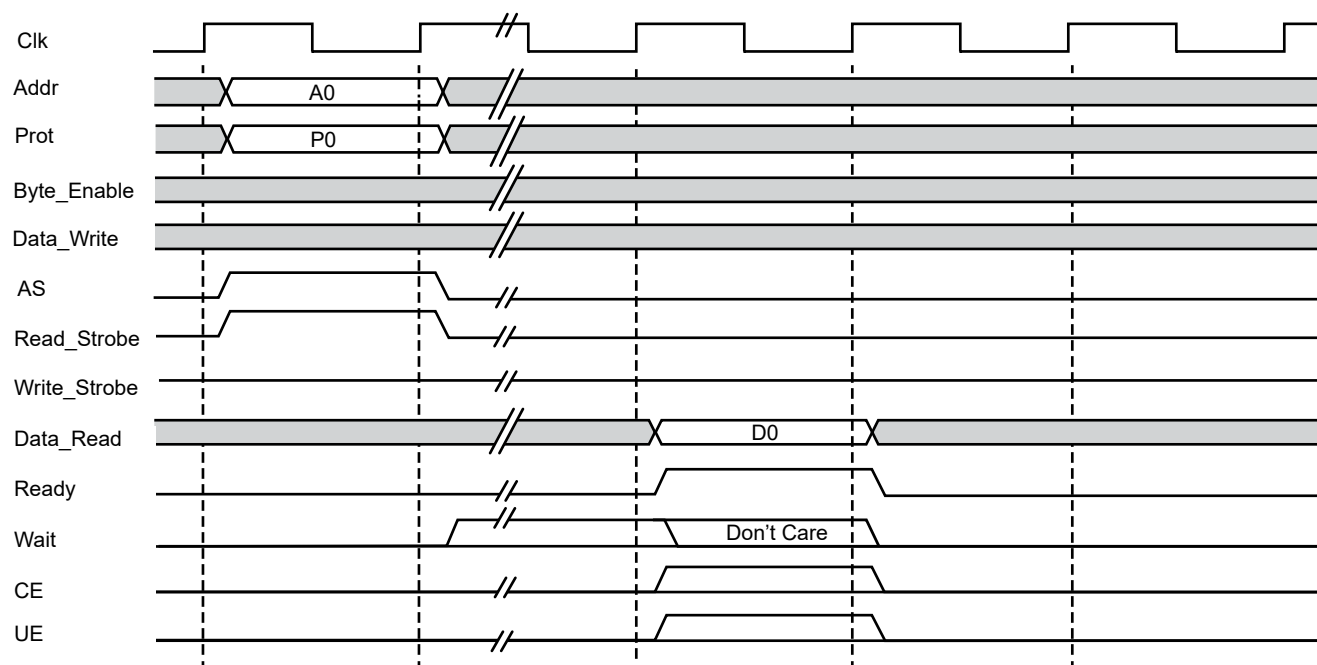 Clk
Addr
A0
Prot
P0
Byte_Enable
Data_Write
AS
Read_Strobe
Write_Strobe
Data_Read
D0
Ready
Wait
Don’t Care
CE
UE